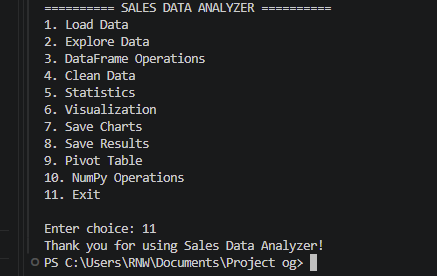 ========== SALES DATA ANALYZER ==========
1. Load Data
2. Explore Data
3. DataFrame Operations
4. Clean Data
5. Statistics
6. Visualization
7. Save Charts
8. Save Results
9. Pivot Table
10. NumPy Operations
11. Exit
Enter choice: 11
Thank you for using Sales Data Analyzer!
PS C:\Users\RNW\Documents\Project og>